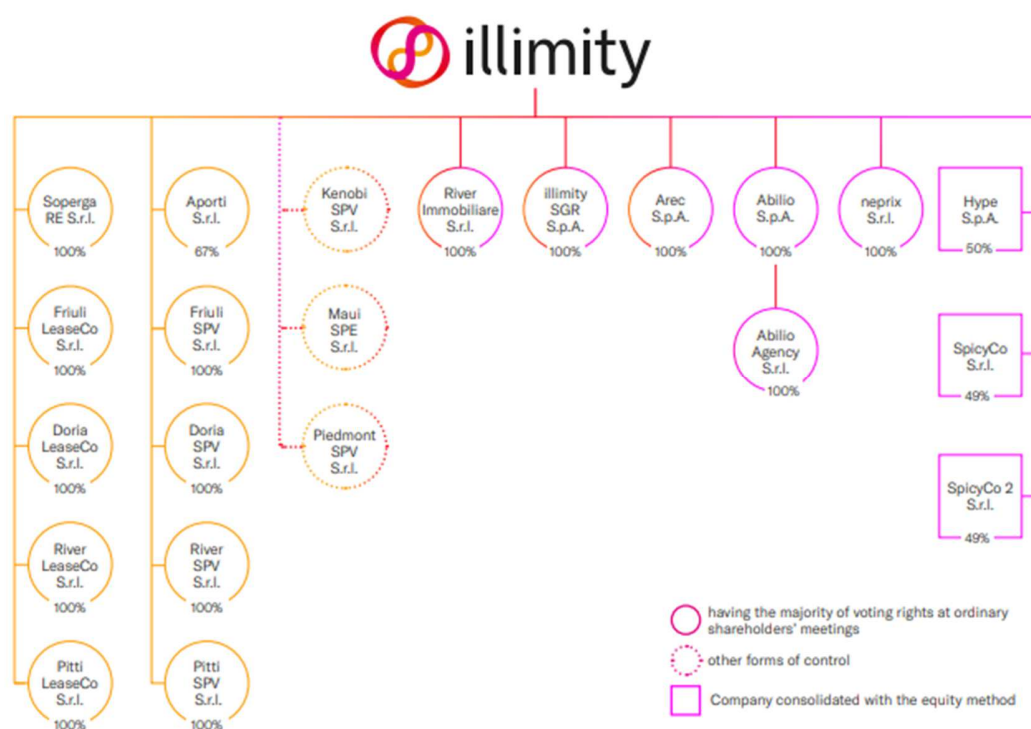 illimity
Soperga
RE S.r.l.
100%
Aporti
S.r.l.
67%
Kenobi
SPV
S.r.l.
River
Immobiliare
S.r.l.
100%
illimity
SGR
S.p.A.
100%
Arec
S.p.A.
100%
Abilio
S.p.A.
100%
neprix
S.r.l.
100%
Hype
S.p.A.
50%
Friuli
LeaseCo
S.r.l.
100%
Friuli
SPV
S.r.l.
100%
Maui
SPE
S.r.l.
Abilio
Agency
S.r.l.
100%
SpicyCo
S.r.l.
49%
Doria
LeaseCo
S.r.l.
100%
Doria
SPV
S.r.l.
100%
Piedmont
SPV
S.r.l.
SpicyCo 2
S.r.l.
49%
River
LeaseCo
S.r.l.
100%
River
SPV
S.r.l.
100%
Pitti
LeaseCo
S.r.l.
100%
Pitti
SPV
S.r.l.
100%
having the majority of voting rights at ordinary
shareholders' meetings
other forms of control
Company consolidated with the equity method